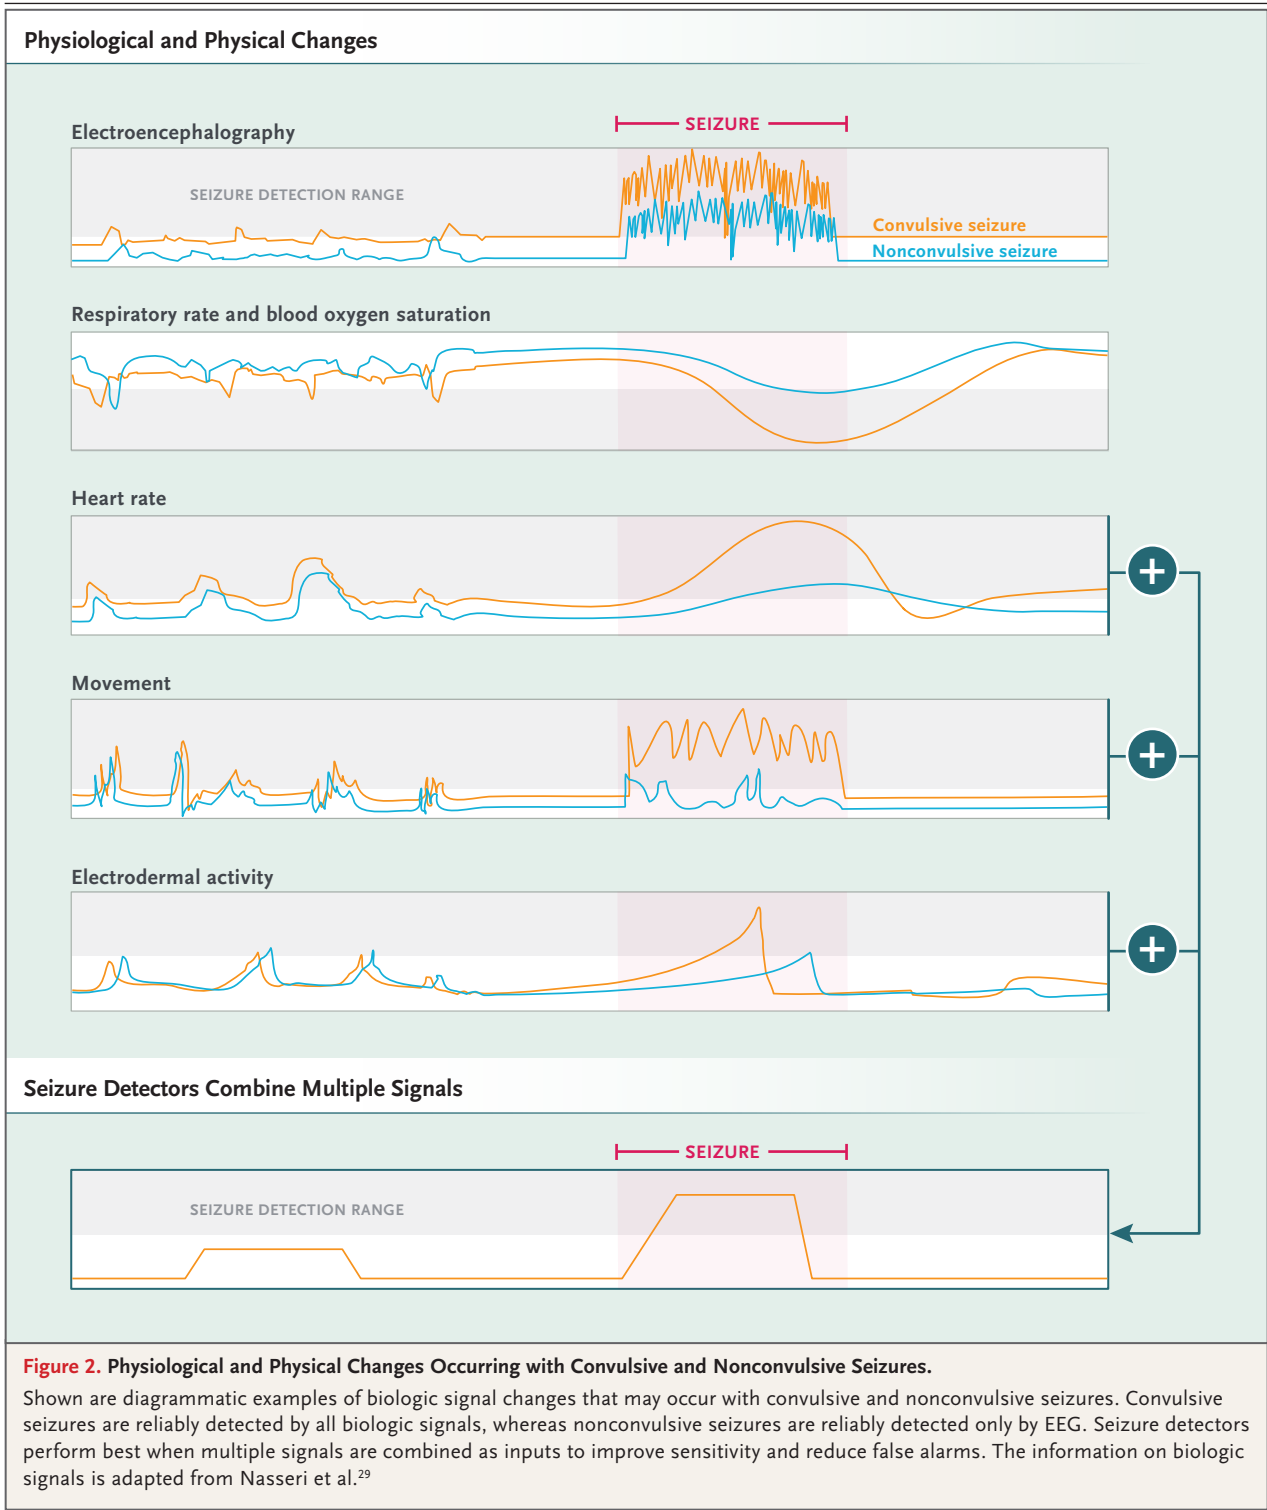 Physiological and Physical Changes
Electroencephalography
SEIZURE
SEIZURE DETECTION RANGE
Convulsive seizure
Nonconvulsive seizure
Respiratory rate and blood oxygen saturation
Heart rate
+
Movement
+
Electrodermal activity
+
Seizure Detectors Combine Multiple Signals
SEIZURE
SEIZURE DETECTION RANGE
Figure 2. Physiological and Physical Changes Occurring with Convulsive and Nonconvulsive Seizures.
Shown are diagrammatic examples of biologic signal changes that may occur with convulsive and nonconvulsive seizures. Convulsive
seizures are reliably detected by all biologic signals, whereas nonconvulsive seizures are reliably detected only by EEG. Seizure detectors
perform best when multiple signals are combined as inputs to improve sensitivity and reduce false alarms. The information on biologic
signals is adapted from Nasseri et al.²⁹